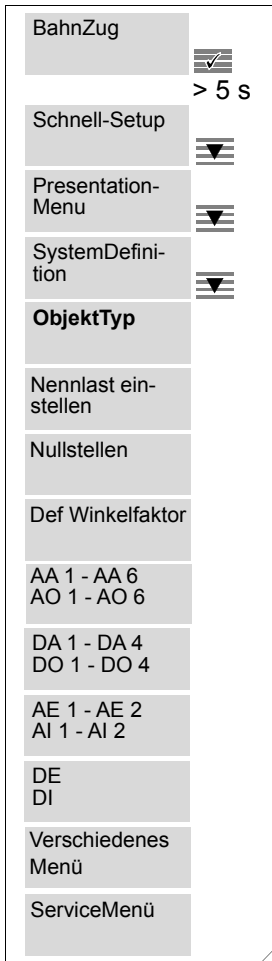 BahnZug
> 5 s
Schnell-Setup
Presentation-
Menu
SystemDefini-
tion
ObjektTyp
Nennlast ein-
stellen
Nullstellen
Def Winkelfaktor
AA 1 - AA 6
AO 1 - AO 6
DA 1 - DA 4
DO 1 - DO 4
AE 1 - AE 2
AI 1 - AI 2
DE
DI
Verschiedenes
Menü
ServiceMenü